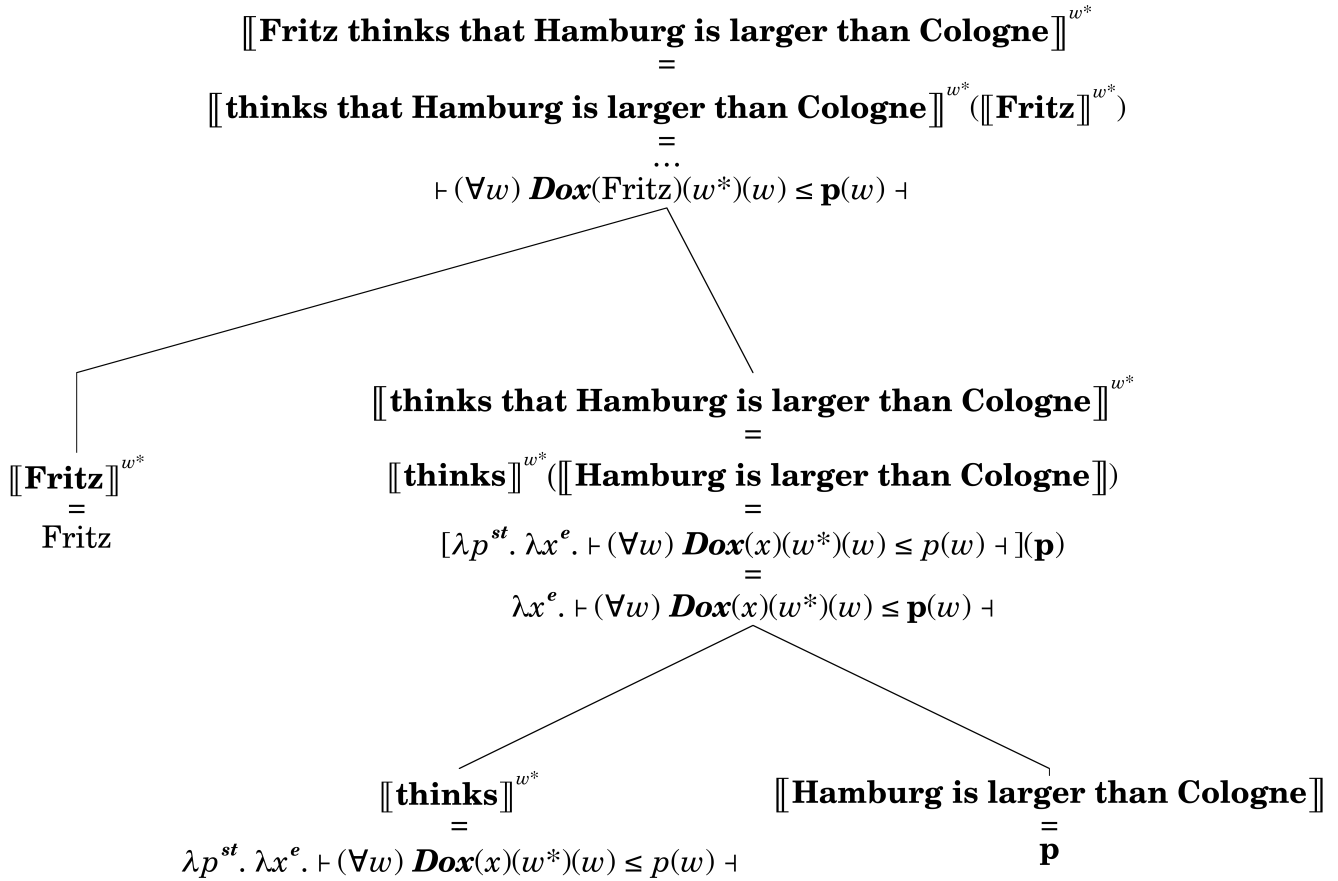 ⟦Fritz thinks that Hamburg is larger than Cologne⟧^w*
=
⟦thinks that Hamburg is larger than Cologne⟧^w*(⟦Fritz⟧^w*)
=
…
⊢ (∀w) Dox(Fritz)(w*)(w) ≤ p(w) ⊣
⟦thinks that Hamburg is larger than Cologne⟧^w*
=
⟦thinks⟧^w*(⟦Hamburg is larger than Cologne⟧)
=
[λp^st. λx^e. ⊢ (∀w) Dox(x)(w*)(w) ≤ p(w) ⊣ ](p)
=
λx^e. ⊢ (∀w) Dox(x)(w*)(w) ≤ p(w) ⊣
⟦Fritz⟧^w*
=
Fritz
⟦thinks⟧^w*
=
λp^st. λx^e. ⊢ (∀w) Dox(x)(w*)(w) ≤ p(w) ⊣
⟦Hamburg is larger than Cologne⟧
=
p